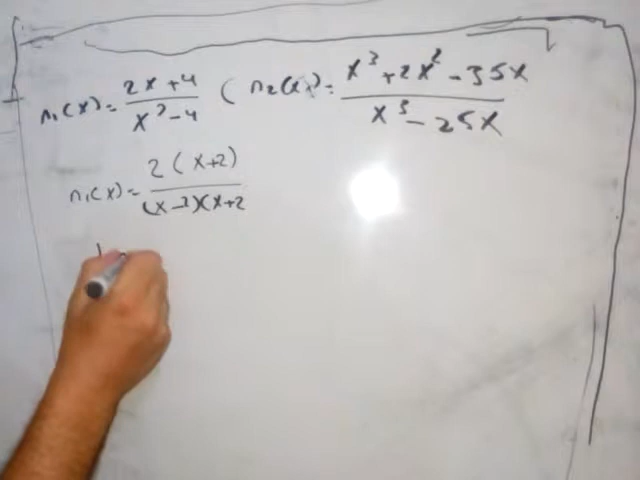 n₁(x) = (2x+4)/(x²-4) ( n₂(x) = (x³+2x²-35x)/(x³-25x)
n₁(x) = 2(x+2)/(x-2)(x+2